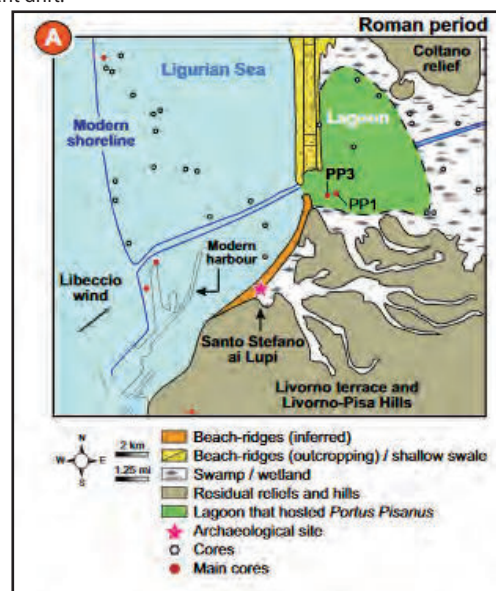 Roman period
A
Coltano
relief
Ligurian Sea
Lagoon
Modern
shoreline
PP3
PP1
Modern
harbour
Libeccio
wind
Santo Stefano
ai Lupi
Livorno terrace and
Livorno-Pisa Hills
N
W E
S
2 km
1.25 mi
Beach-ridges (inferred)
Beach-ridges (outcropping) / shallow swale
Swamp / wetland
Residual reliefs and hills
Lagoon that hosted Portus Pisanus
Archaeological site
Cores
Main cores